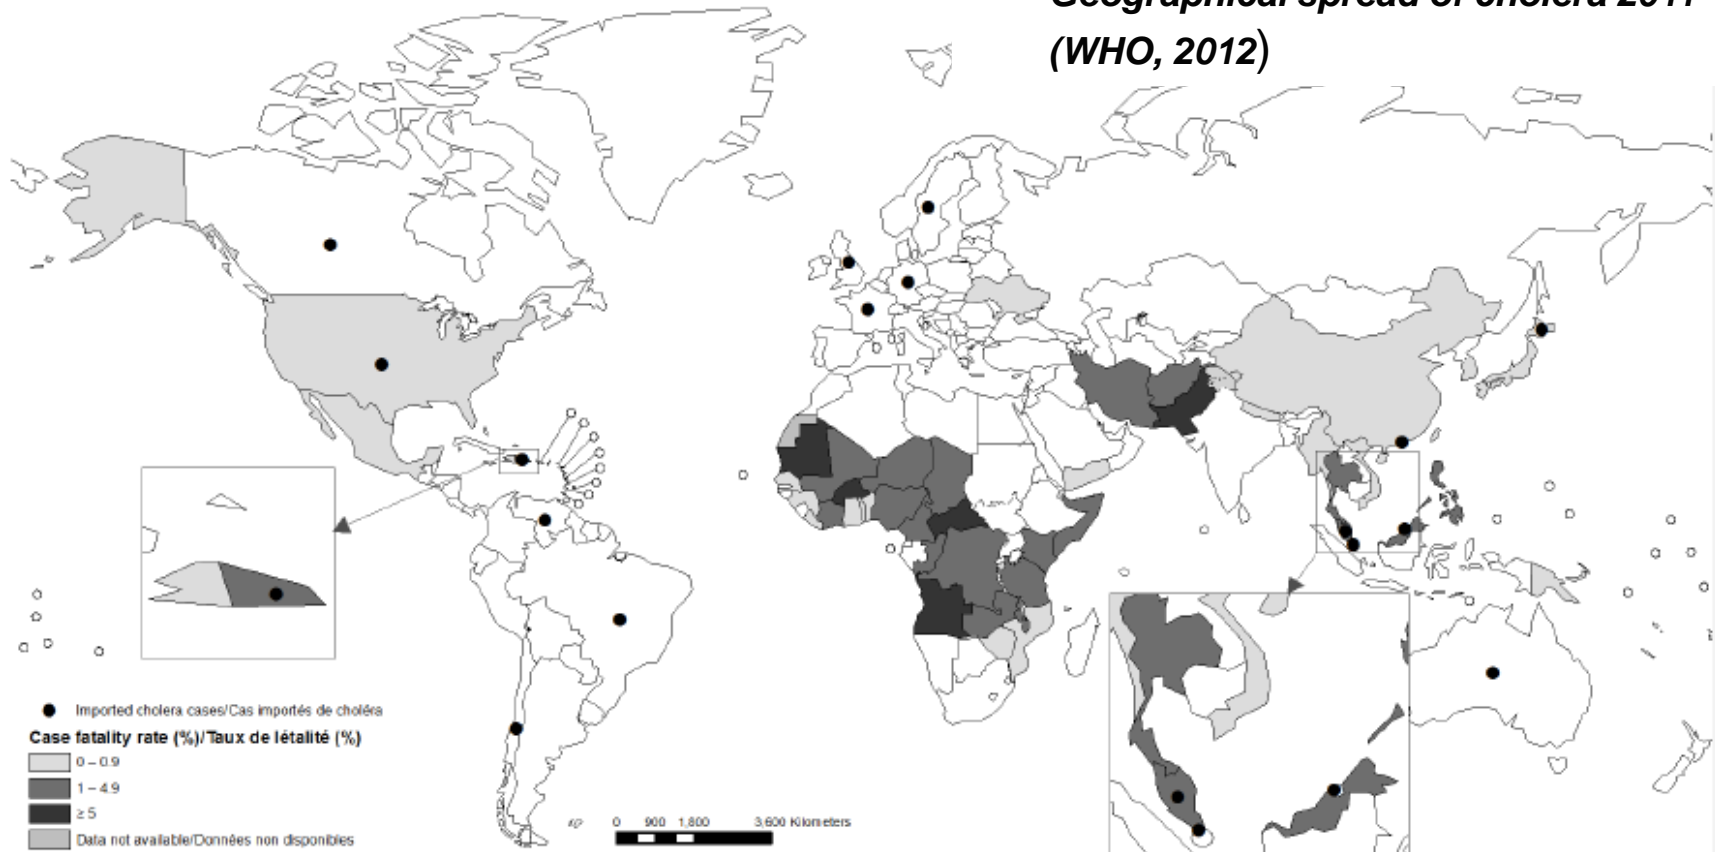 Geographical spread of cholera 2011
(WHO, 2012)
Imported cholera cases/Cas importés de choléra
Case fatality rate (%)/Taux de létalité (%)
0 – 0.9
1 – 4.9
≥ 5
Data not available/Données non disponibles
0 900 1,800 3,600 Kilometers